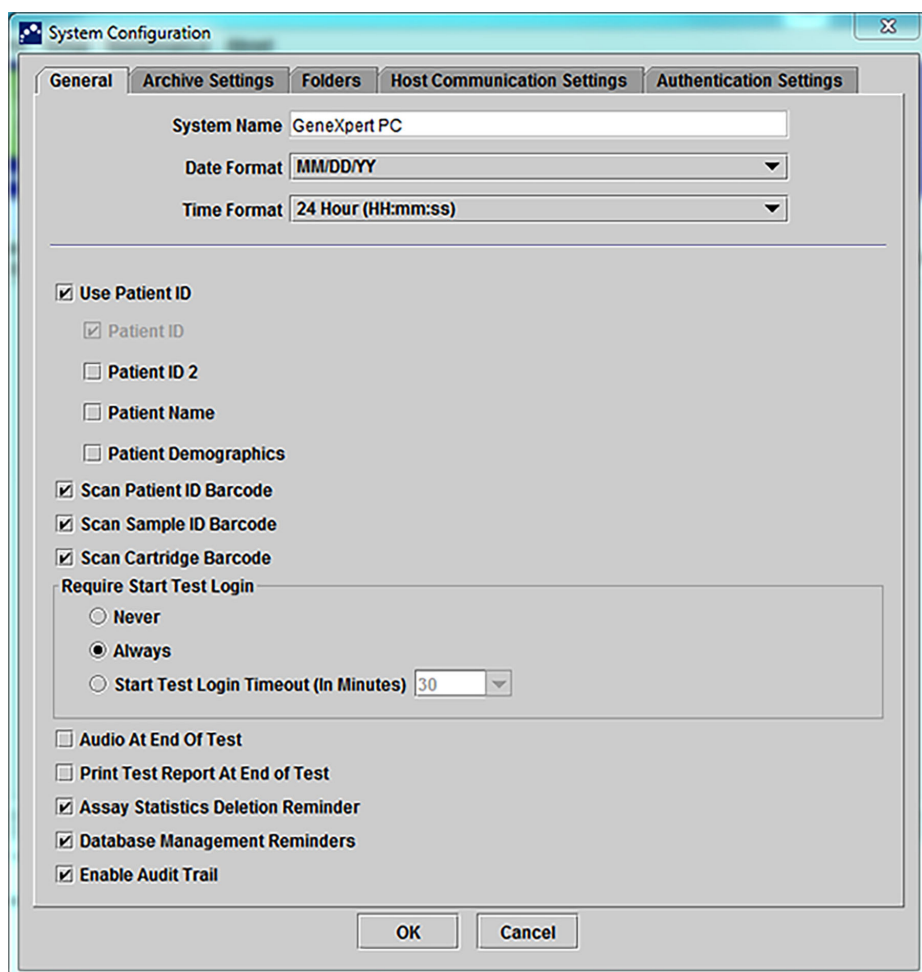 System Configuration
General Archive Settings Folders Host Communication Settings Authentication Settings
System Name GeneXpert PC
Date Format MM/DD/YY
Time Format 24 Hour (HH:mm:ss)
Use Patient ID
Patient ID
Patient ID 2
Patient Name
Patient Demographics
Scan Patient ID Barcode
Scan Sample ID Barcode
Scan Cartridge Barcode
Require Start Test Login
Never
Always
Start Test Login Timeout (In Minutes) 30
Audio At End Of Test
Print Test Report At End of Test
Assay Statistics Deletion Reminder
Database Management Reminders
Enable Audit Trail
OK Cancel